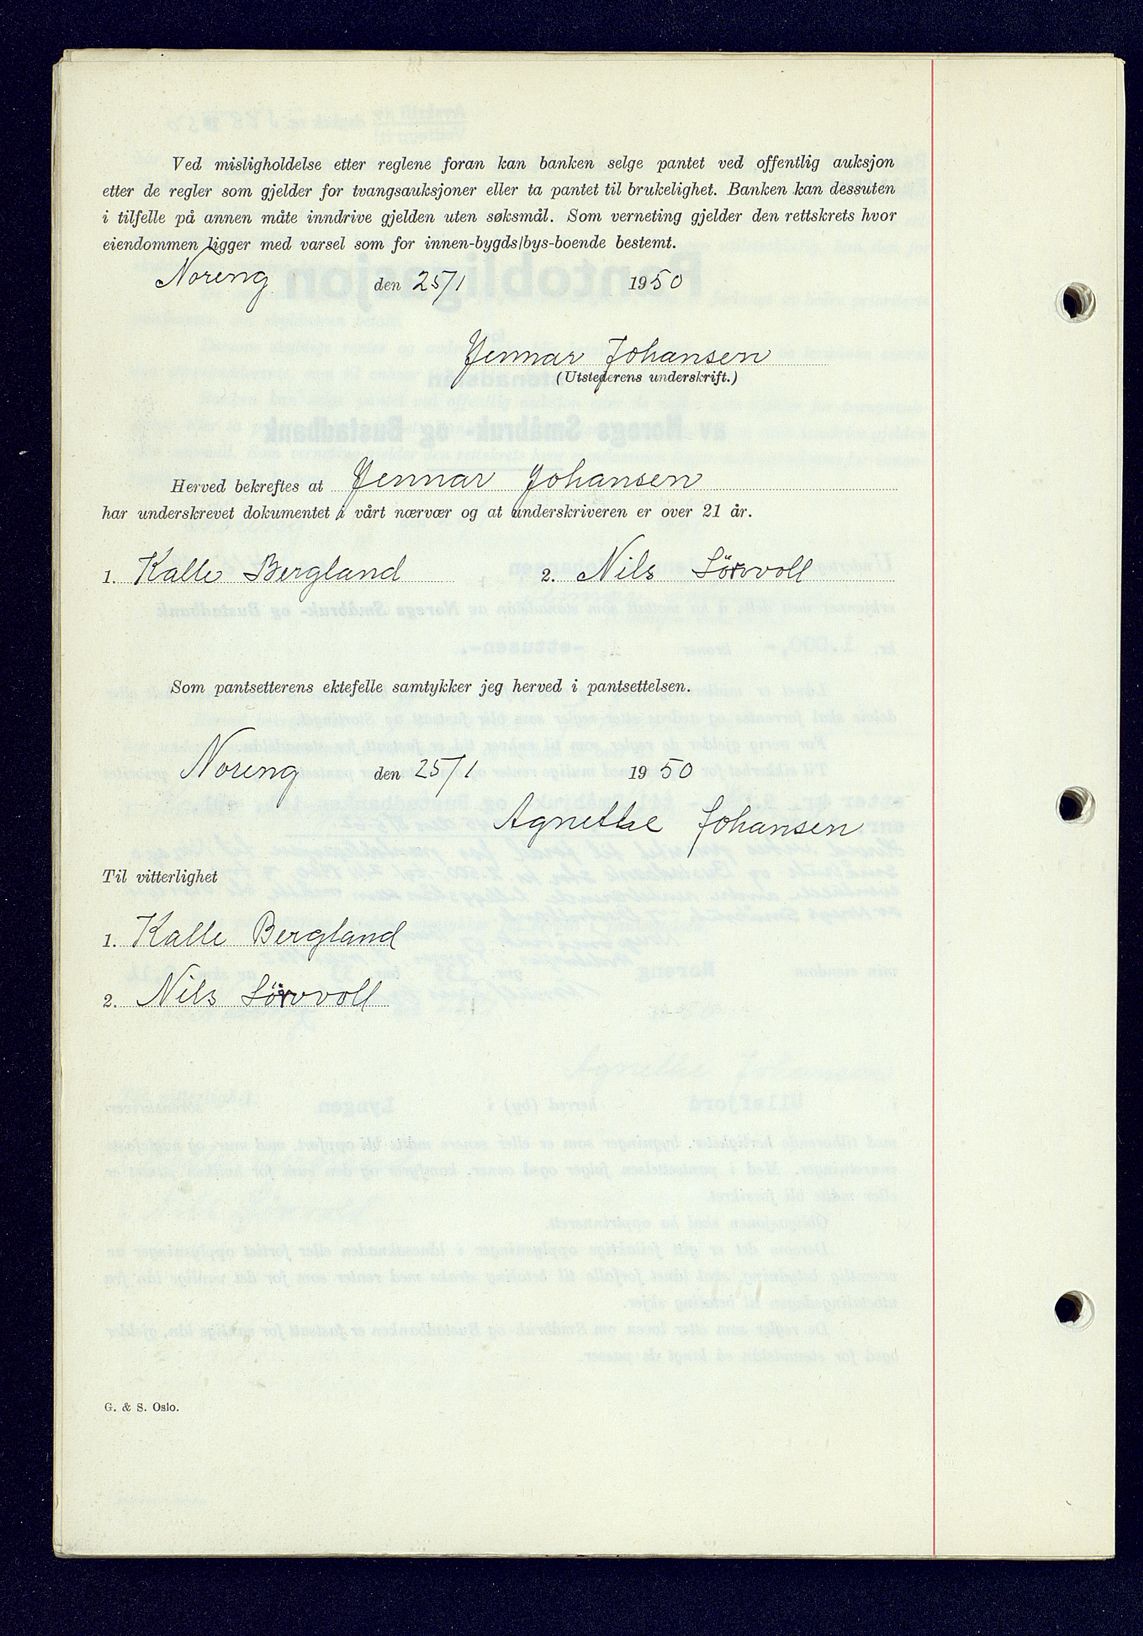 Ved misligholdelse etter reglene foran kan banken selge pantet ved offentlig auksjon
etter de regler som gjelder for tvangsauksjoner eller ta pantet til brukelighet. Banken kan dessuten
i tilfelle på annen måte inndrive gjelden uten søksmål. Som verneting gjelder den rettskrets hvor
eiendommen ligger med varsel som for innen-bygds/bys-boende bestemt.
Noreng den 25/1 1950
Jennar Johansen
(Utstederens underskrift.)
Herved bekreftes at Jennar Johansen
har underskrevet dokumentet i vårt nærvær og at underskriveren er over 21 år.
1. Kalle Bergland 2. Nils Sörvoll
Som pantsetterens ektefelle samtykker jeg herved i pantsettelsen.
Noreng den 25/1 1950
Agnethe Johansen
Til vitterlighet
1. Kalle Bergland
2. Nils Sörvoll
G. & S. Oslo.